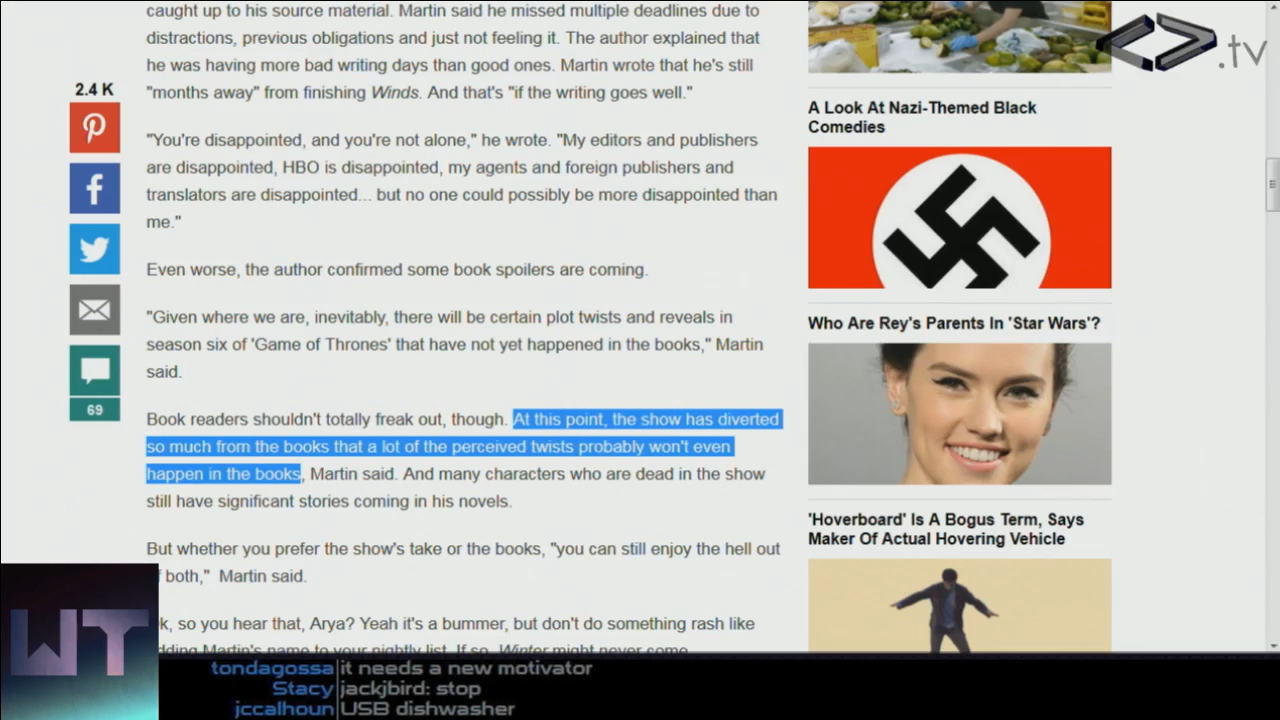 caught up to his source material. Martin said he missed multiple deadlines due to
distractions, previous obligations and just not feeling it. The author explained that
he was having more bad writing days than good ones. Martin wrote that he's still
"months away" from finishing Winds. And that's "if the writing goes well."
"You're disappointed, and you're not alone," he wrote. "My editors and publishers
are disappointed, HBO is disappointed, my agents and foreign publishers and
translators are disappointed... but no one could possibly be more disappointed than
me."
Even worse, the author confirmed some book spoilers are coming.
"Given where we are, inevitably, there will be certain plot twists and reveals in
season six of 'Game of Thrones' that have not yet happened in the books," Martin
said.
Book readers shouldn't totally freak out, though. At this point, the show has diverted
so much from the books that a lot of the perceived twists probably won't even
happen in the books, Martin said. And many characters who are dead in the show
still have significant stories coming in his novels.
But whether you prefer the show's take or the books, "you can still enjoy the hell out
both," Martin said.
so you hear that, Arya? Yeah it's a bummer, but don't do something rash like
Martin's name to your nightly list. If so, Winter might never come.
2.4 K
69
.tv
A Look At Nazi-Themed Black
Comedies
Who Are Rey's Parents In 'Star Wars'?
'Hoverboard' Is A Bogus Term, Says
Maker Of Actual Hovering Vehicle
WT
tondagossa it needs a new motivator
Stacy jackjbird: stop
jccalhoun USB dishwasher